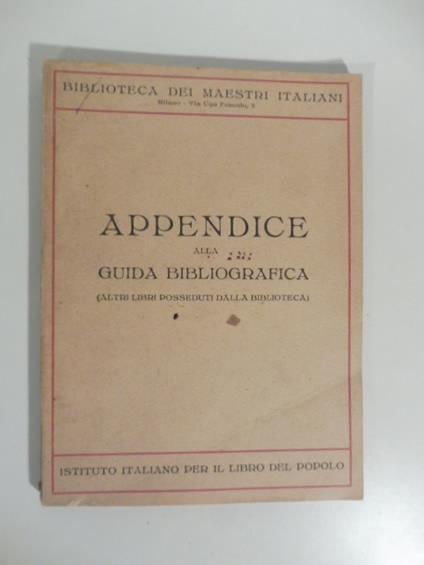 BIBLIOTECA DEI MAESTRI ITALIANI
Milano - Via Ugo Foscolo, 5
APPENDICE
ALLA
GUIDA BIBLIOGRAFICA
(ALTRI LIBRI POSSEDUTI DALLA BIBLIOTECA)
ISTITUTO ITALIANO PER IL LIBRO DEL POPOLO